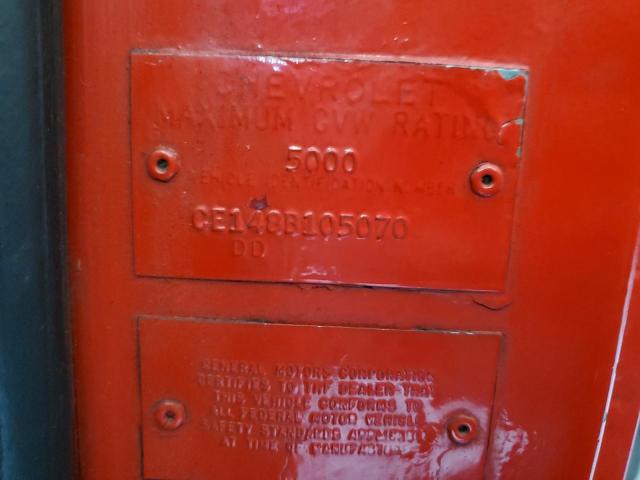 CHEVROLET
MAXIMUM GVW RATING
5000
VEHICLE IDENTIFICATION NUMBER
CE148B105070
DD
GENERAL MOTORS CORPORATION
CERTIFIES TO THE DEALER THAT
THIS VEHICLE CONFORMS TO
ALL FEDERAL MOTOR VEHICLE
SAFETY STANDARDS APPLICABLE
AT TIME OF MANUFACTURE